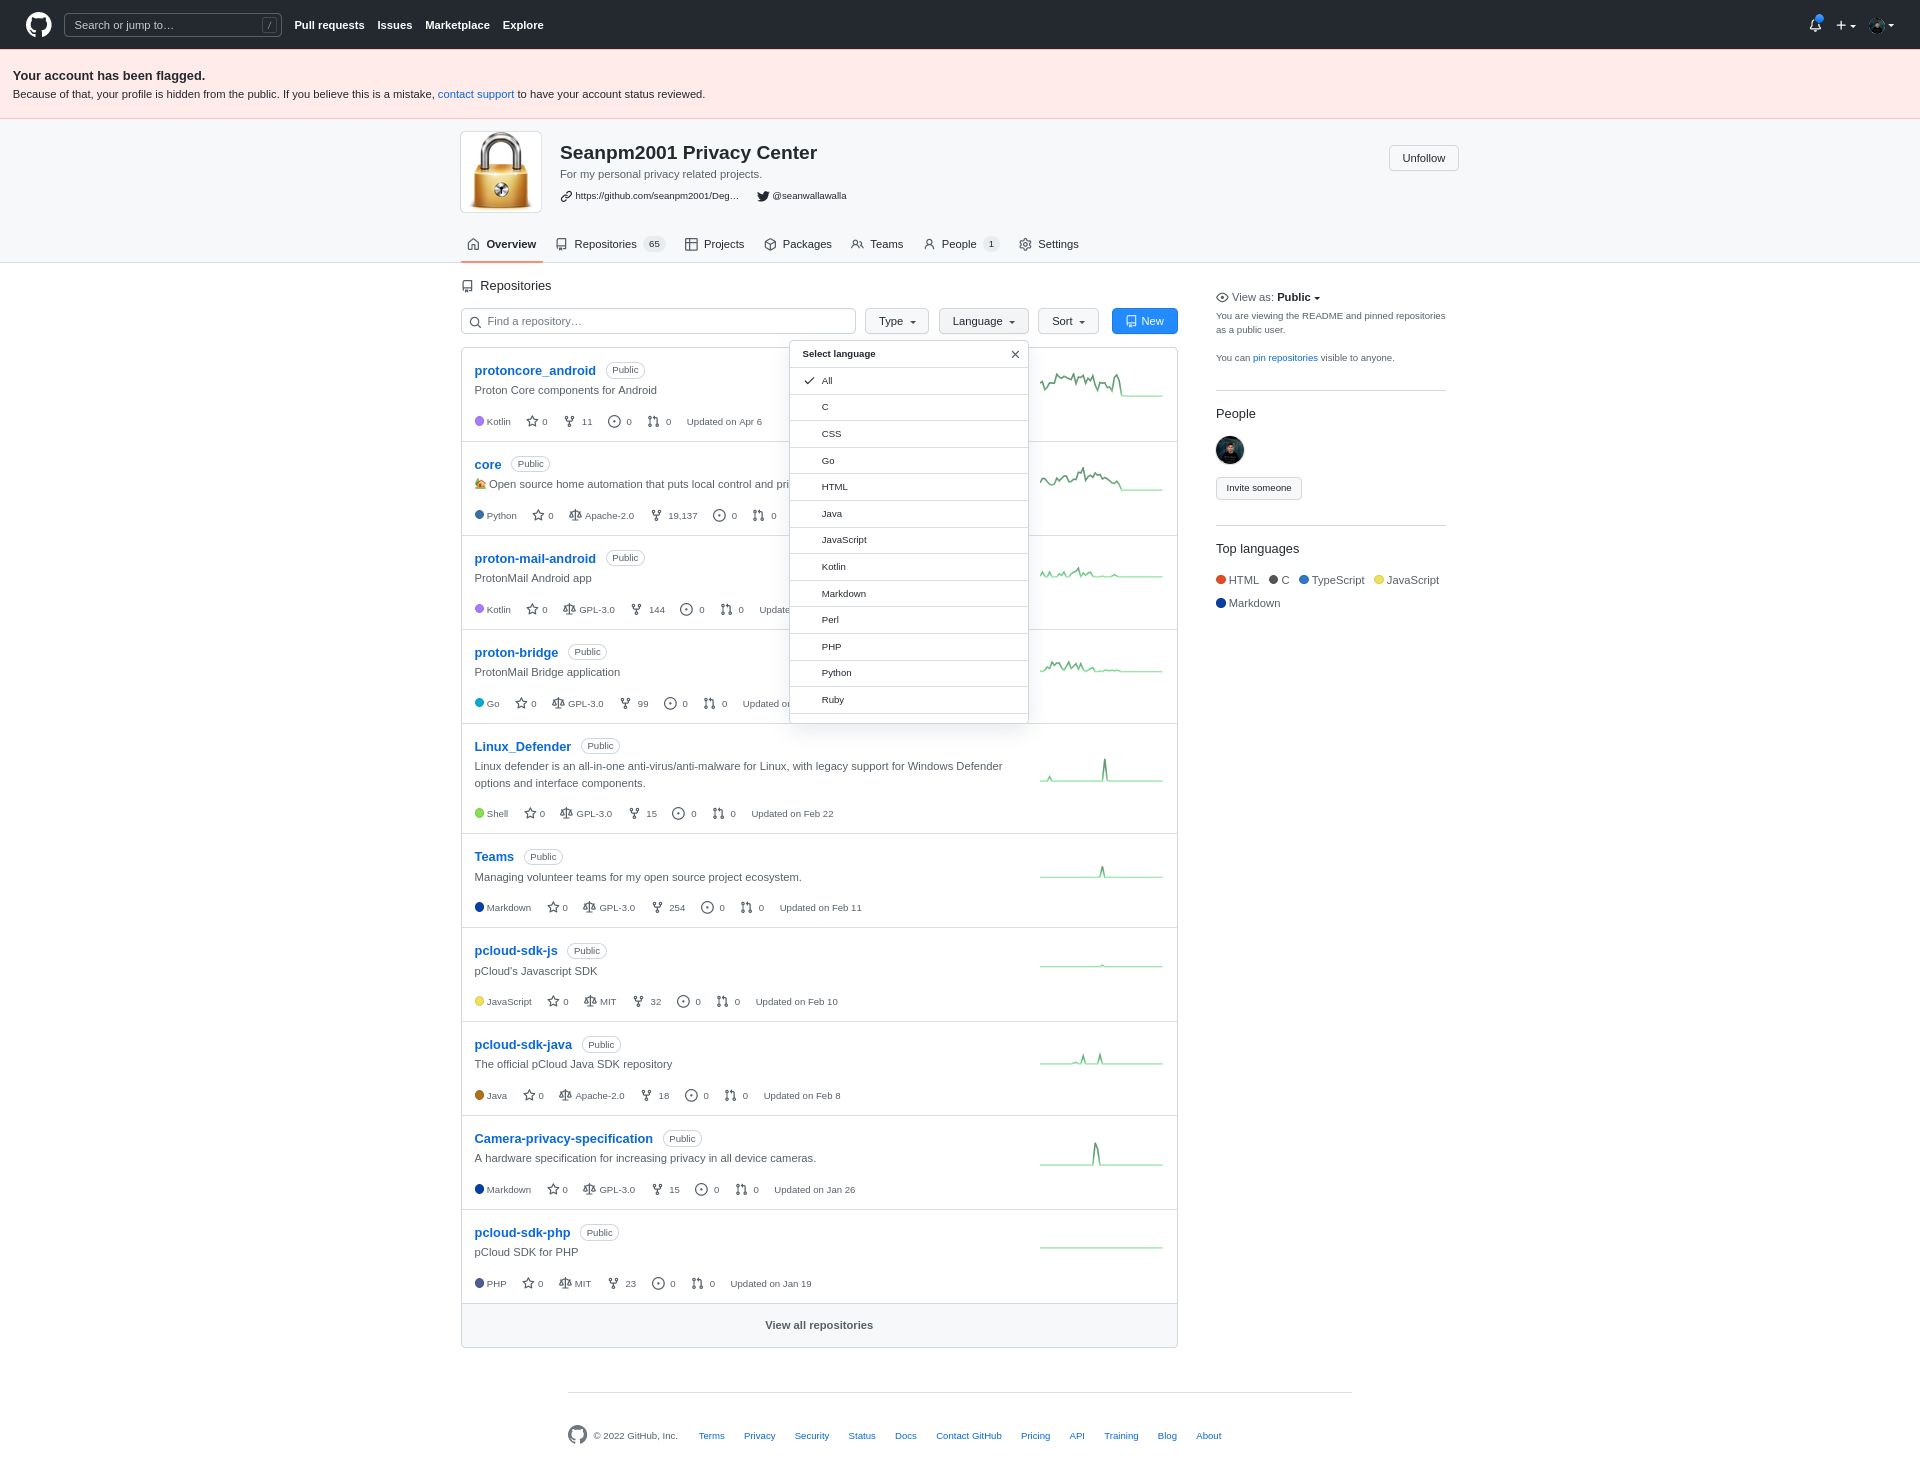 Search or jump to…
/
Pull requests Issues Marketplace Explore
Your account has been flagged.
Because of that, your profile is hidden from the public. If you believe this is a mistake, contact support to have your account status reviewed.
Seanpm2001 Privacy Center
For my personal privacy related projects.
https://github.com/seanpm2001/Deg… @seanwallawalla
Unfollow
Overview Repositories 65 Projects Packages Teams People 1 Settings
Repositories
Find a repository…
Type Language Sort New
Select language
All
C
CSS
Go
HTML
Java
JavaScript
Kotlin
Markdown
Perl
PHP
Python
Ruby
protoncore_android Public
Proton Core components for Android
Kotlin 0 11 0 0 Updated on Apr 6
core Public
Open source home automation that puts local control and pri
Python 0 Apache-2.0 19,137 0 0
proton-mail-android Public
ProtonMail Android app
Kotlin 0 GPL-3.0 144 0 0 Update
proton-bridge Public
ProtonMail Bridge application
Go 0 GPL-3.0 99 0 0 Updated on
Linux_Defender Public
Linux defender is an all-in-one anti-virus/anti-malware for Linux, with legacy support for Windows Defender
options and interface components.
Shell 0 GPL-3.0 15 0 0 Updated on Feb 22
Teams Public
Managing volunteer teams for my open source project ecosystem.
Markdown 0 GPL-3.0 254 0 0 Updated on Feb 11
pcloud-sdk-js Public
pCloud's Javascript SDK
JavaScript 0 MIT 32 0 0 Updated on Feb 10
pcloud-sdk-java Public
The official pCloud Java SDK repository
Java 0 Apache-2.0 18 0 0 Updated on Feb 8
Camera-privacy-specification Public
A hardware specification for increasing privacy in all device cameras.
Markdown 0 GPL-3.0 15 0 0 Updated on Jan 26
pcloud-sdk-php Public
pCloud SDK for PHP
PHP 0 MIT 23 0 0 Updated on Jan 19
View all repositories
View as: Public
You are viewing the README and pinned repositories
as a public user.
You can pin repositories visible to anyone.
People
Invite someone
Top languages
HTML C TypeScript JavaScript
Markdown
© 2022 GitHub, Inc. Terms Privacy Security Status Docs Contact GitHub Pricing API Training Blog About